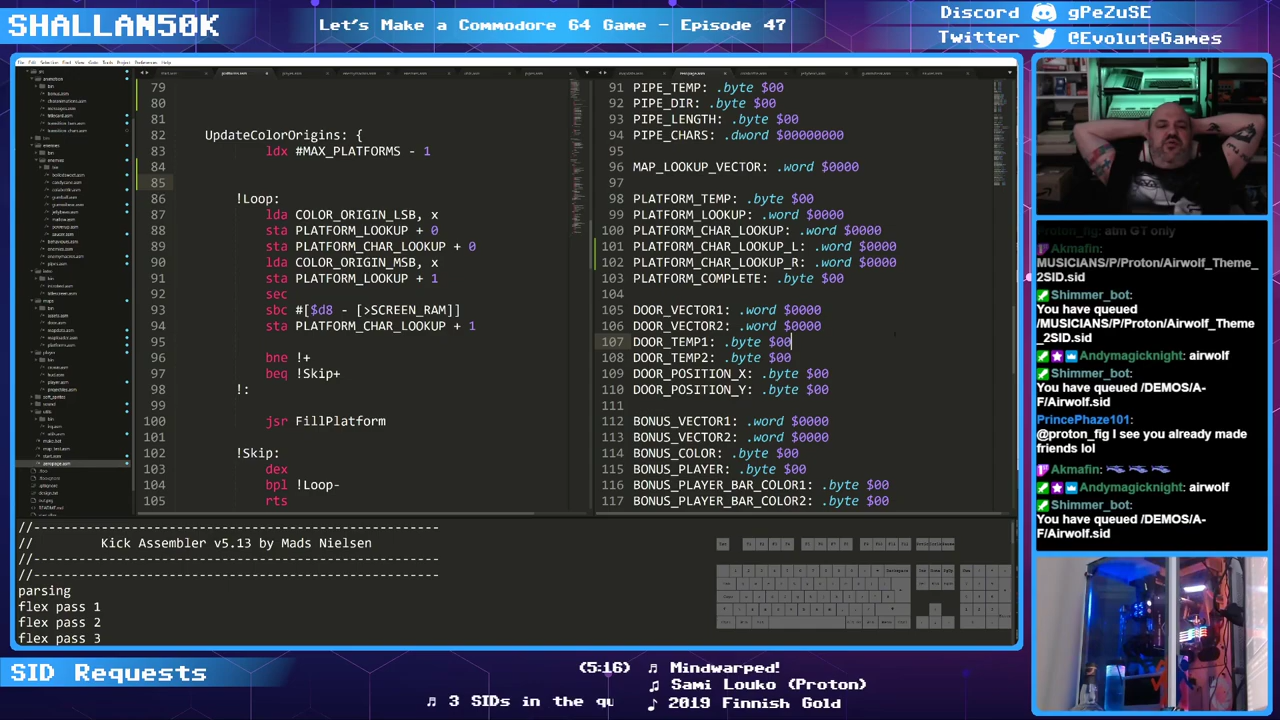 SHALLAN50K
Let's Make a Commodore 64 Game - Episode 47
Discord gPeZuSE
Twitter @EvoluteGames
79
80
81
82 UpdateColorOrigins: {
83 ldx #MAX_PLATFORMS - 1
84
85
86 !Loop:
87 lda COLOR_ORIGIN_LSB, x
88 sta PLATFORM_LOOKUP + 0
89 sta PLATFORM_CHAR_LOOKUP + 0
90 lda COLOR_ORIGIN_MSB, x
91 sta PLATFORM_LOOKUP + 1
92 sec
93 sbc #[$d8 - [>SCREEN_RAM]]
94 sta PLATFORM_CHAR_LOOKUP + 1
95
96 bne !+
97 beq !Skip+
98 !:
99
100 jsr FillPlatform
101
102 !Skip:
103 dex
104 bpl !Loop-
105 rts
91 PIPE_TEMP: .byte $00
92 PIPE_DIR: .byte $00
93 PIPE_LENGTH: .byte $00
94 PIPE_CHARS: .dword $00000000
95
96 MAP_LOOKUP_VECTOR: .word $0000
97
98 PLATFORM_TEMP: .byte $00
99 PLATFORM_LOOKUP: .word $0000
100 PLATFORM_CHAR_LOOKUP: .word $0000
101 PLATFORM_CHAR_LOOKUP_L: .word $0000
102 PLATFORM_CHAR_LOOKUP_R: .word $0000
103 PLATFORM_COMPLETE: .byte $00
104
105 DOOR_VECTOR1: .word $0000
106 DOOR_VECTOR2: .word $0000
107 DOOR_TEMP1: .byte $00
108 DOOR_TEMP2: .byte $00
109 DOOR_POSITION_X: .byte $00
110 DOOR_POSITION_Y: .byte $00
111
112 BONUS_VECTOR1: .word $0000
113 BONUS_VECTOR2: .word $0000
114 BONUS_COLOR: .byte $00
115 BONUS_PLAYER: .byte $00
116 BONUS_PLAYER_BAR_COLOR1: .byte $00
117 BONUS_PLAYER_BAR_COLOR2: .byte $00
//------------------------------------------------------
// Kick Assembler v5.13 by Mads Nielsen
//------------------------------------------------------
//------------------------------------------------------
parsing
flex pass 1
flex pass 2
flex pass 3
Proton_fig: atm GT only
Akmafin:
MUSICIANS/P/Proton/Airwolf_Theme_
2SID.sid
Shimmer_bot:
You have queued
/MUSICIANS/P/Proton/Airwolf_Theme
_2SID.sid
Andymagicknight: airwolf
Shimmer_bot:
You have queued /DEMOS/A-
F/Airwolf.sid
PrincePhaze101:
@proton_fig I see you already made
friends lol
Akmafin:
Andymagicknight: airwolf
Shimmer_bot:
You have queued /DEMOS/A-
F/Airwolf.sid
SID Requests
(5:16) Mindwarped!
Sami Louko (Proton)
2019 Finnish Gold
3 SIDs in the qu